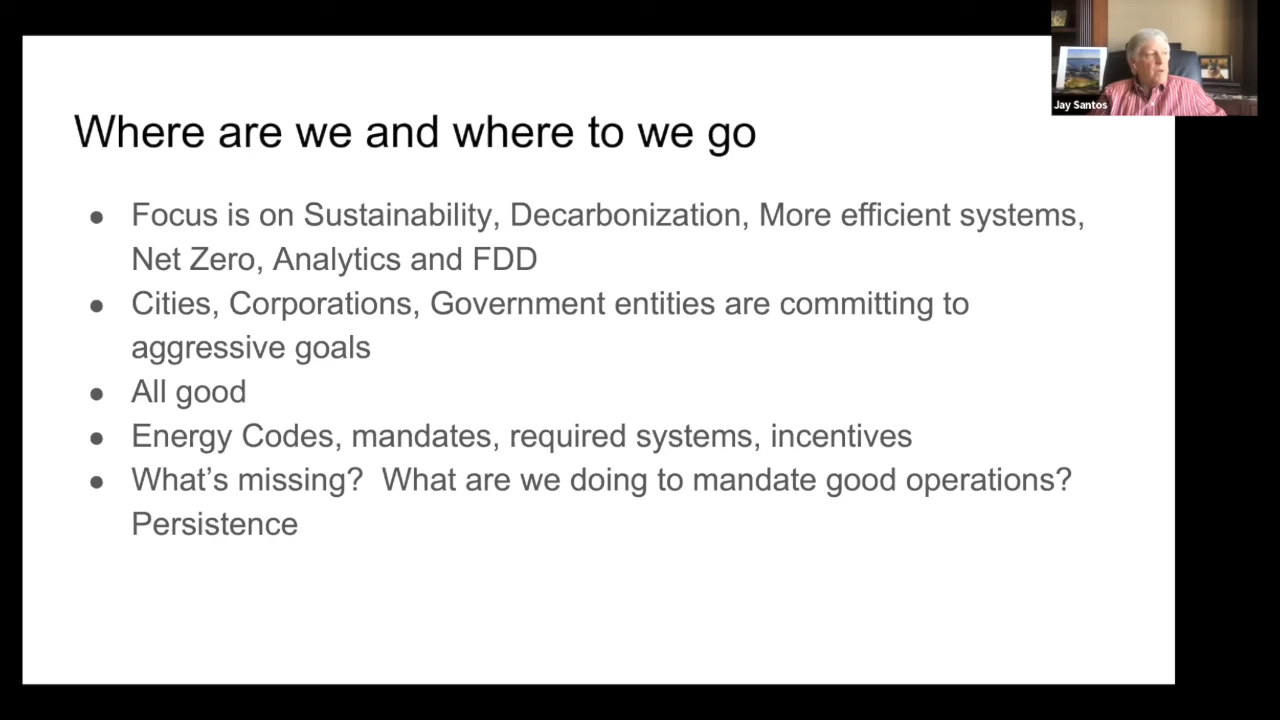 Where are we and where to we go
● Focus is on Sustainability, Decarbonization, More efficient systems,
Net Zero, Analytics and FDD
● Cities, Corporations, Government entities are committing to
aggressive goals
● All good
● Energy Codes, mandates, required systems, incentives
● What’s missing?  What are we doing to mandate good operations?
Persistence
Jay Santos